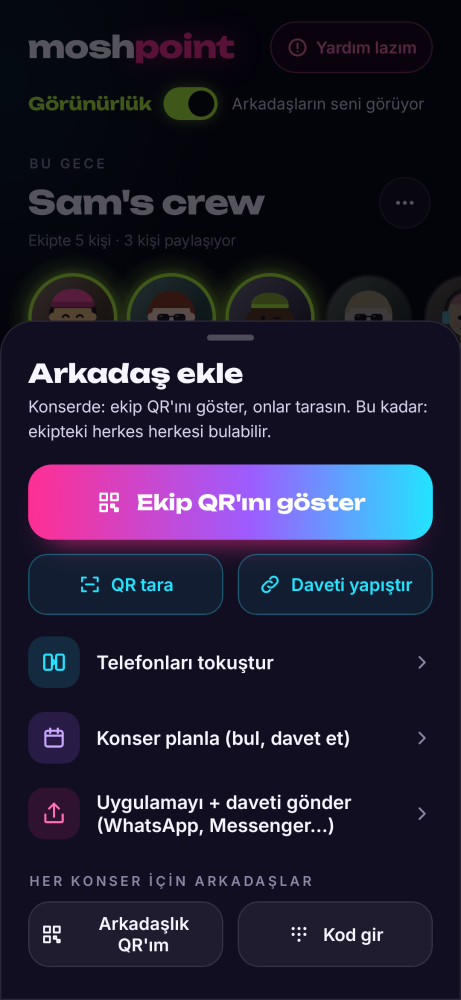 moshpoint
Yardım lazım
Görünürlük
Arkadaşların seni görüyor
BU GECE
Sam's crew
Ekipte 5 kişi · 3 kişi paylaşıyor
Arkadaş ekle
Konserde: ekip QR'ını göster, onlar tarasın. Bu kadar:
ekipteki herkes herkesi bulabilir.
Ekip QR'ını göster
QR tara
Daveti yapıştır
Telefonları tokuştur
Konser planla (bul, davet et)
Uygulamayı + daveti gönder
(WhatsApp, Messenger...)
HER KONSER İÇİN ARKADAŞLAR
Arkadaşlık
QR'ım
Kod gir